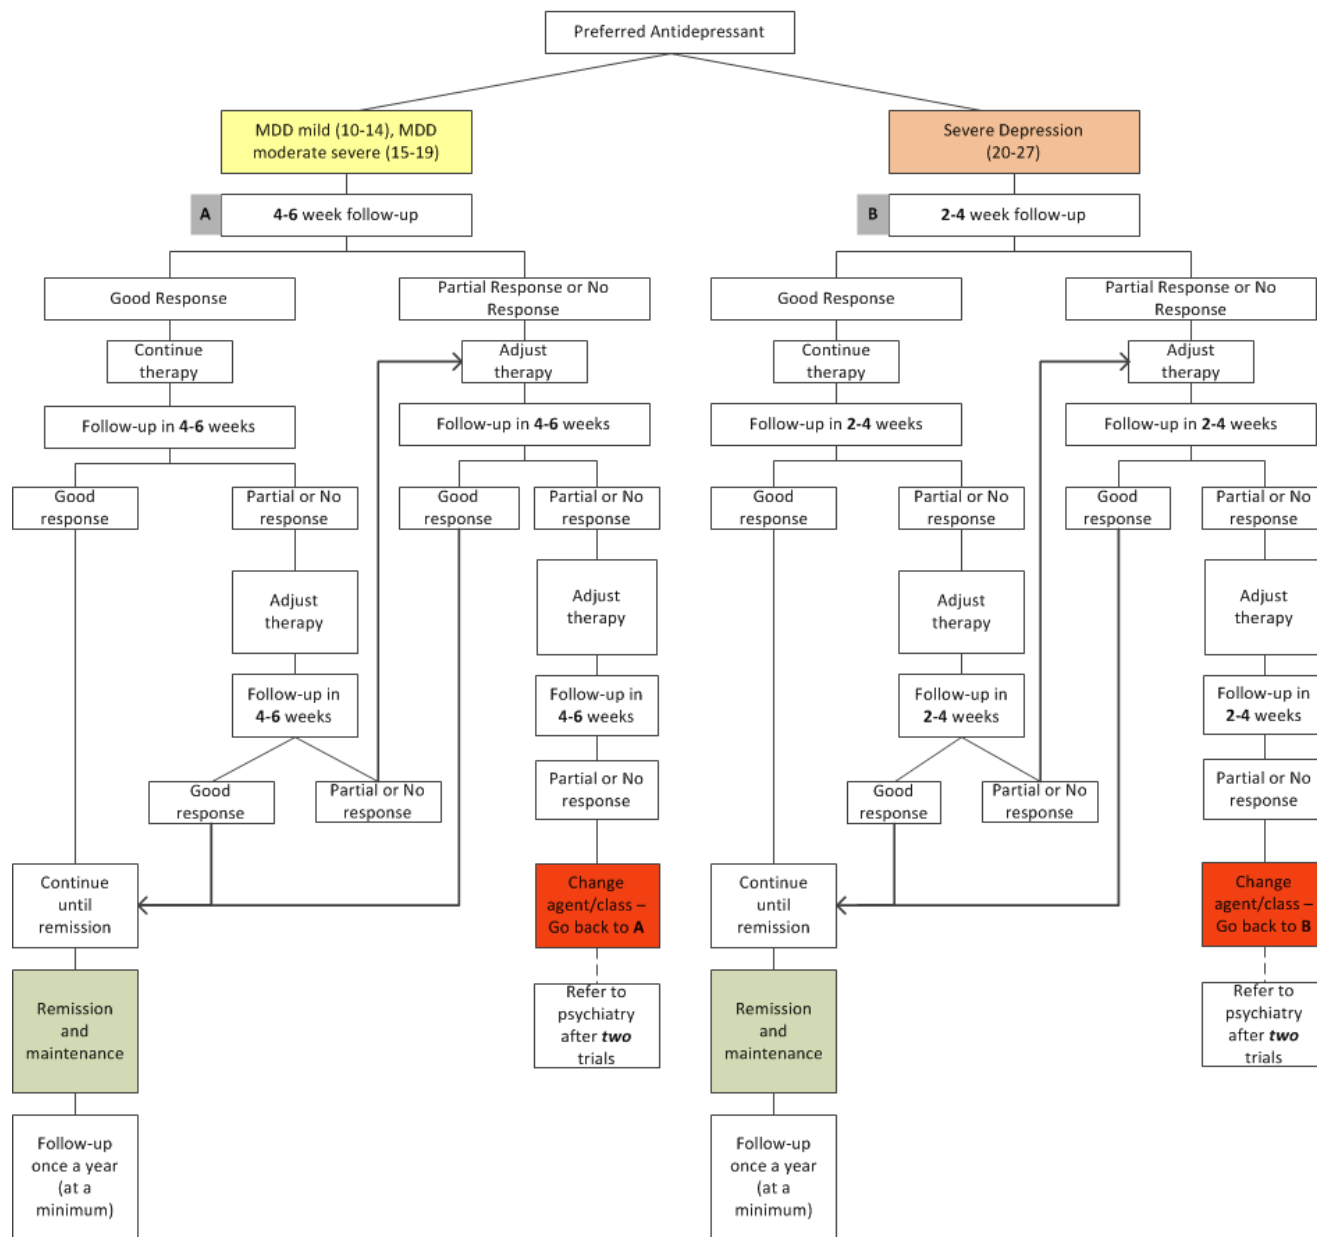 Preferred Antidepressant
MDD mild (10-14), MDD
moderate severe (15-19)
A
4-6 week follow-up
Good Response
Partial Response or No
Response
Continue
therapy
Adjust
therapy
Follow-up in 4-6 weeks
Follow-up in 4-6 weeks
Good
response
Partial or No
response
Good
response
Partial or No
response
Adjust
therapy
Adjust
therapy
Follow-up in
4-6 weeks
Follow-up in
4-6 weeks
Good
response
Partial or No
response
Partial or No
response
Continue
until
remission
Change
agent/class –
Go back to A
Remission
and
maintenance
Refer to
psychiatry
after two
trials
Follow-up
once a year
(at a
minimum)
Severe Depression
(20-27)
B
2-4 week follow-up
Good Response
Partial Response or No
Response
Continue
therapy
Adjust
therapy
Follow-up in 2-4 weeks
Follow-up in 2-4 weeks
Good
response
Partial or No
response
Good
response
Partial or No
response
Adjust
therapy
Adjust
therapy
Follow-up in
2-4 weeks
Follow-up in
2-4 weeks
Good
response
Partial or No
response
Partial or No
response
Continue
until
remission
Change
agent/class –
Go back to B
Remission
and
maintenance
Refer to
psychiatry
after two
trials
Follow-up
once a year
(at a
minimum)